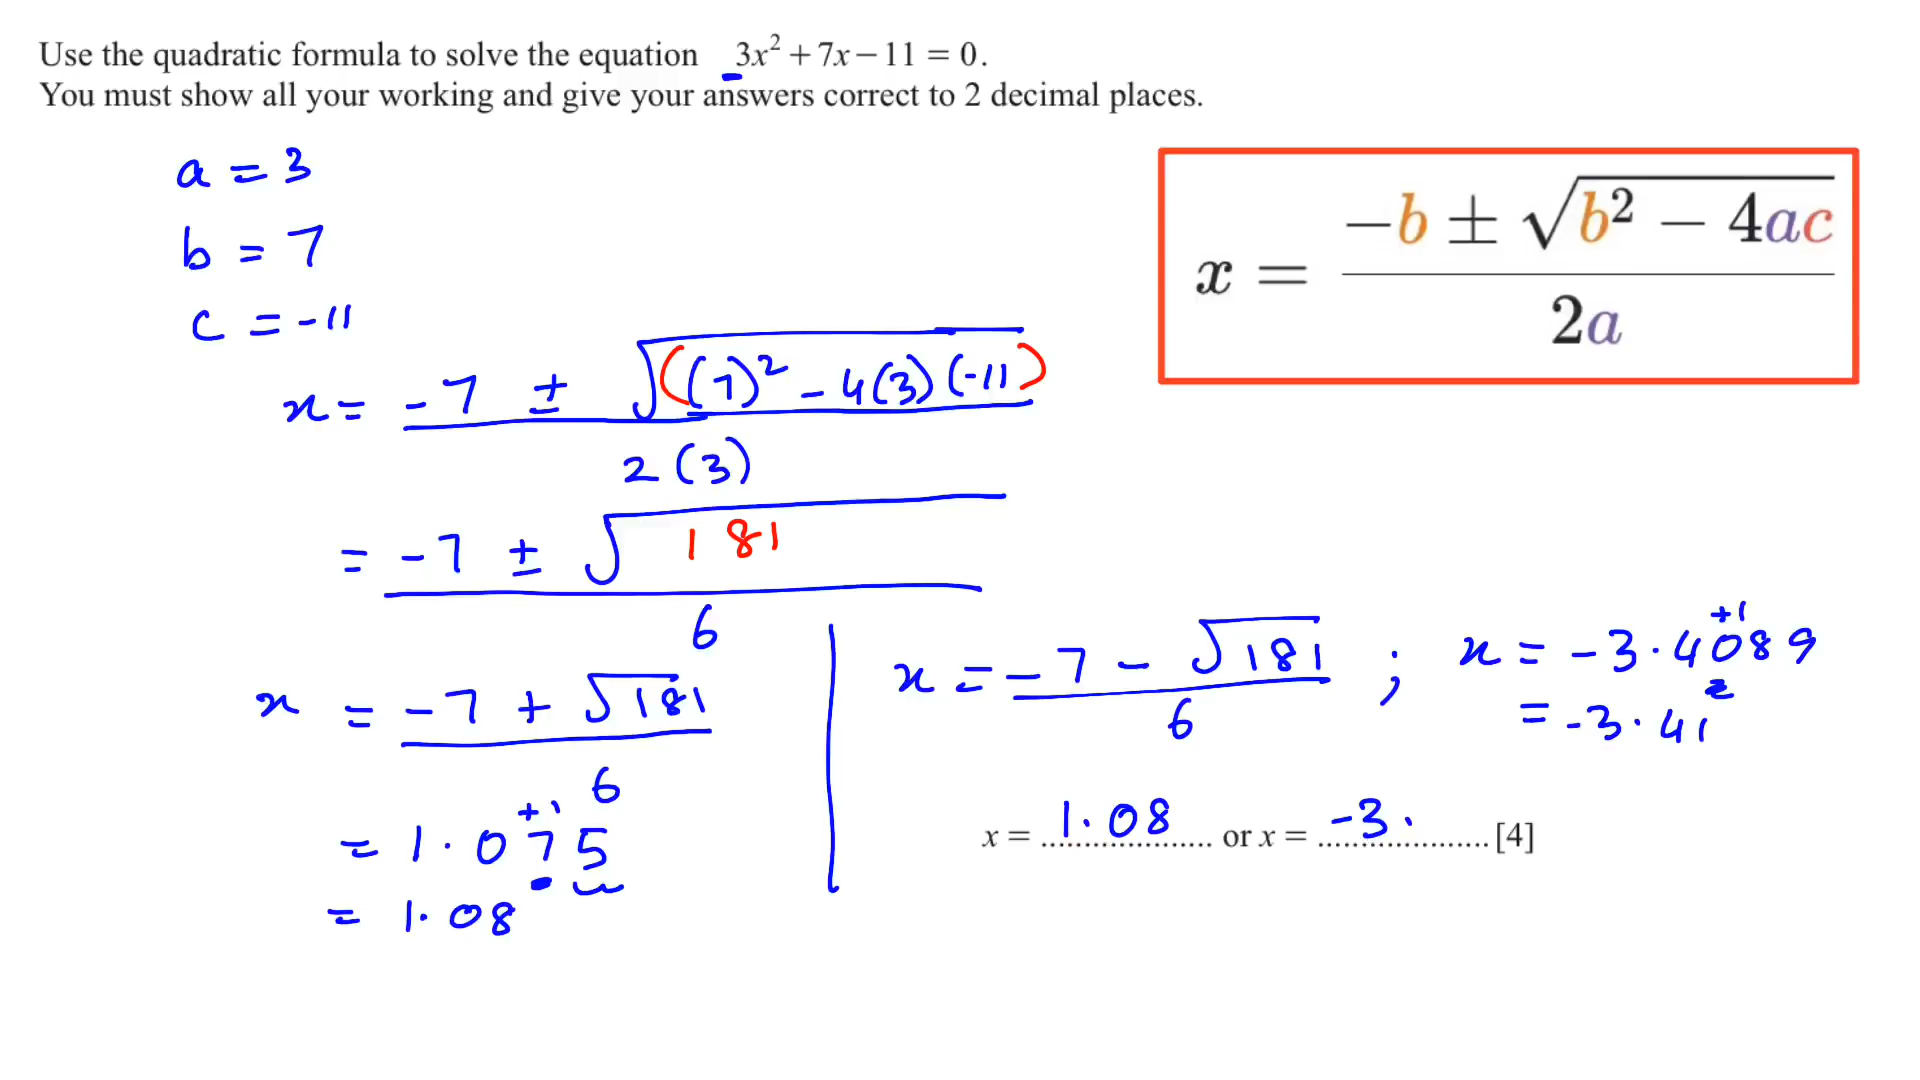 Use the quadratic formula to solve the equation 3x² + 7x – 11 = 0.
You must show all your working and give your answers correct to 2 decimal places.
a = 3
b = 7
c = -11
x = (-b ± √(b² − 4ac)) / 2a
x = (-7 ± √((7)² - 4(3)(-11))) / 2(3)
= (-7 ± √181) / 6
x = (-7 + √181) / 6
+1
= 1.075
= 1.08
x = (-7 - √181) / 6 ; x = -3.4089
+1
2
= -3.41
x = 1.08 or x = -3. [4]